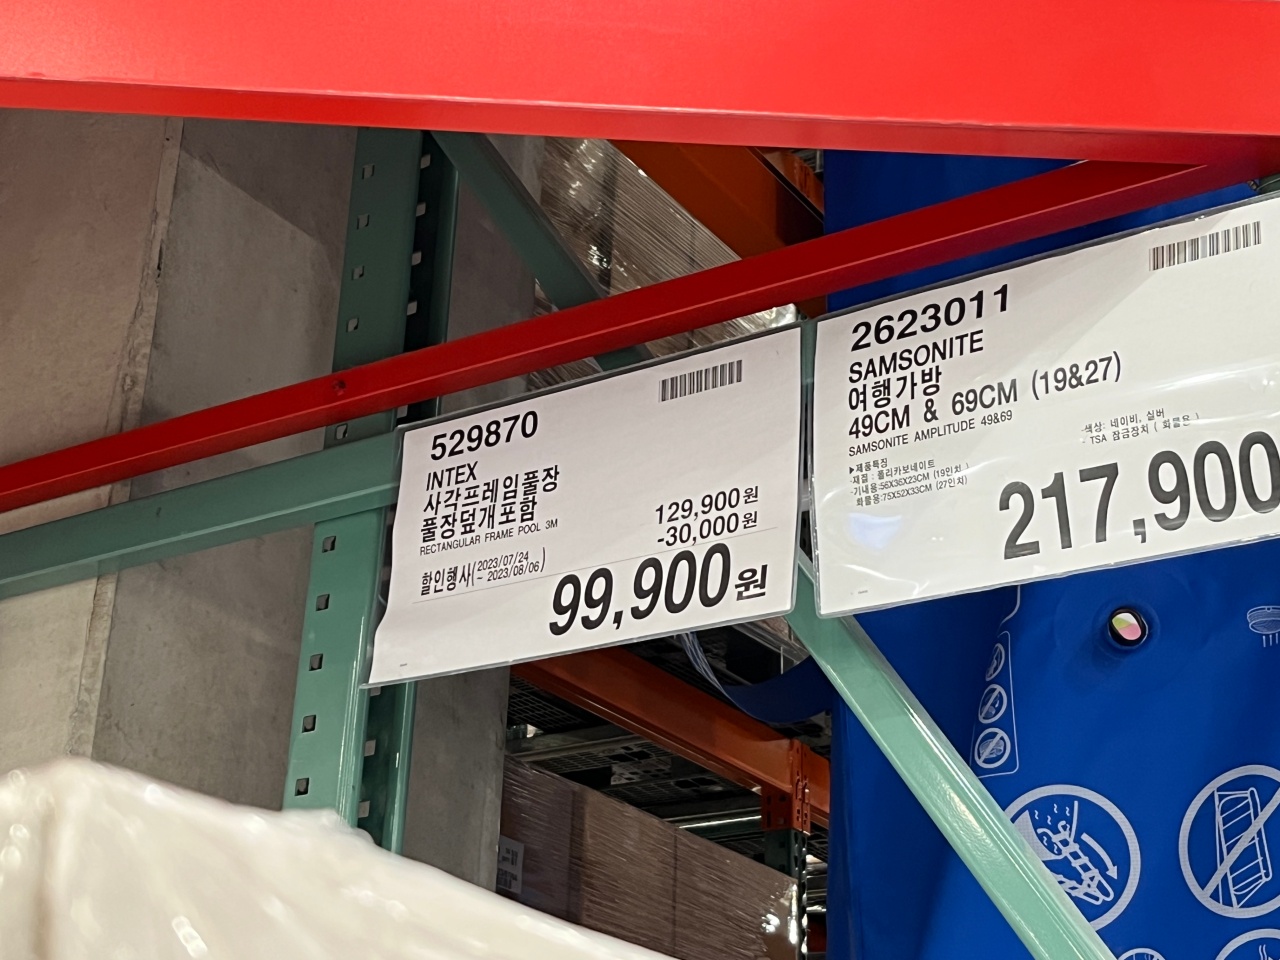 529870
INTEX
사각프레임풀장
풀장덮개포함
RECTANGULAR FRAME POOL 3M
129,900원
-30,000원
할인행사(2023/07/24 ~ 2023/08/06)
99,900원
2623011
SAMSONITE
여행가방
49CM & 69CM (19&27)
SAMSONITE AMPLITUDE 49&69
▶제품특징
·재질 : 폴리카보네이트
·기내용:56X36X23CM (19인치)
·화물용:75X52X33CM (27인치)
·색상: 네이비, 실버
· TSA 잠금장치 ( 화물용 )
217,900